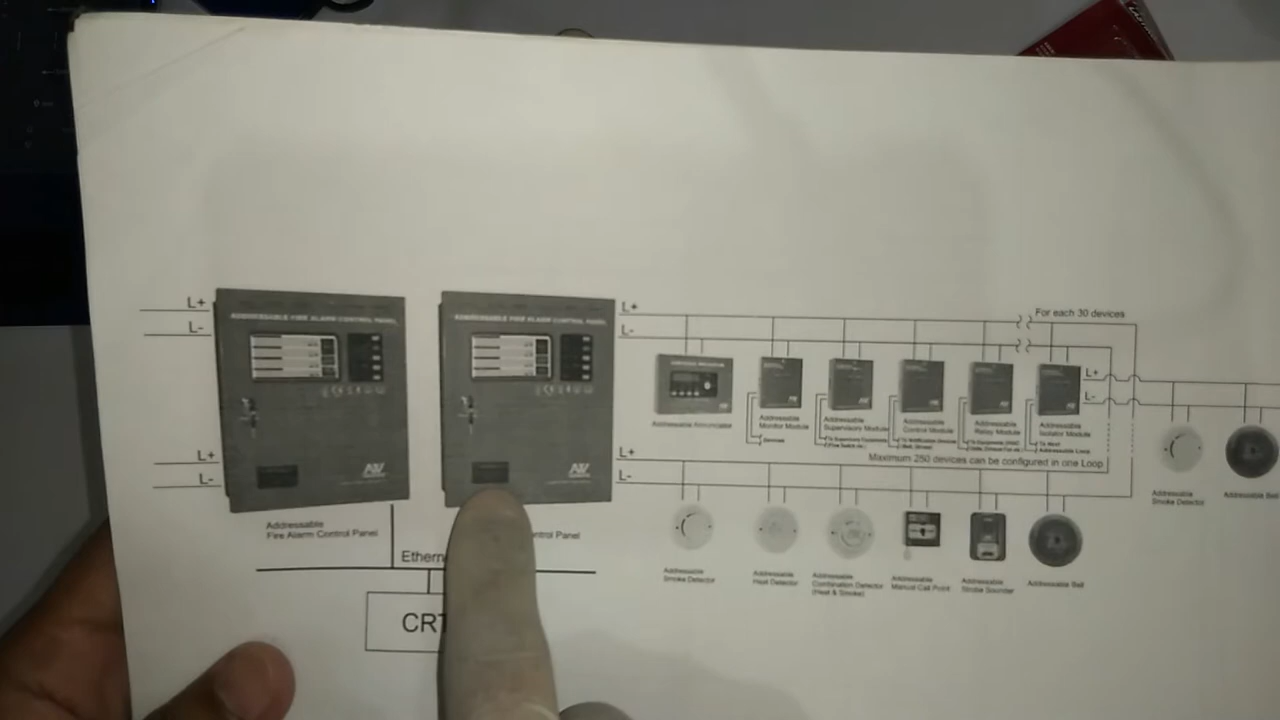 L+
L-
L+
L-
ADDRESSABLE FIRE ALARM CONTROL PANEL
ADDRESSABLE FIRE ALARM CONTROL PANEL
Addressable
Fire Alarm Control Panel
ntrol Panel
Ethern
CRT
L+
L-
For each 30 devices
Addressable Annunciator
Addressable
Monitor Module
Addressable
Supervisory Module
Addressable
Control Module
Addressable
Relay Module
Addressable
Isolator Module
L+
L-
Devices
Maximum 250 devices can be configured in one Loop
L+
L-
Addressable
Smoke Detector
Addressable
Heat Detector
Addressable
Combination Detector
(Heat & Smoke)
Addressable
Manual Call Point
Addressable
Strobe Sounder
Addressable Bell
Addressable
Smoke Detector
Addressable Bell